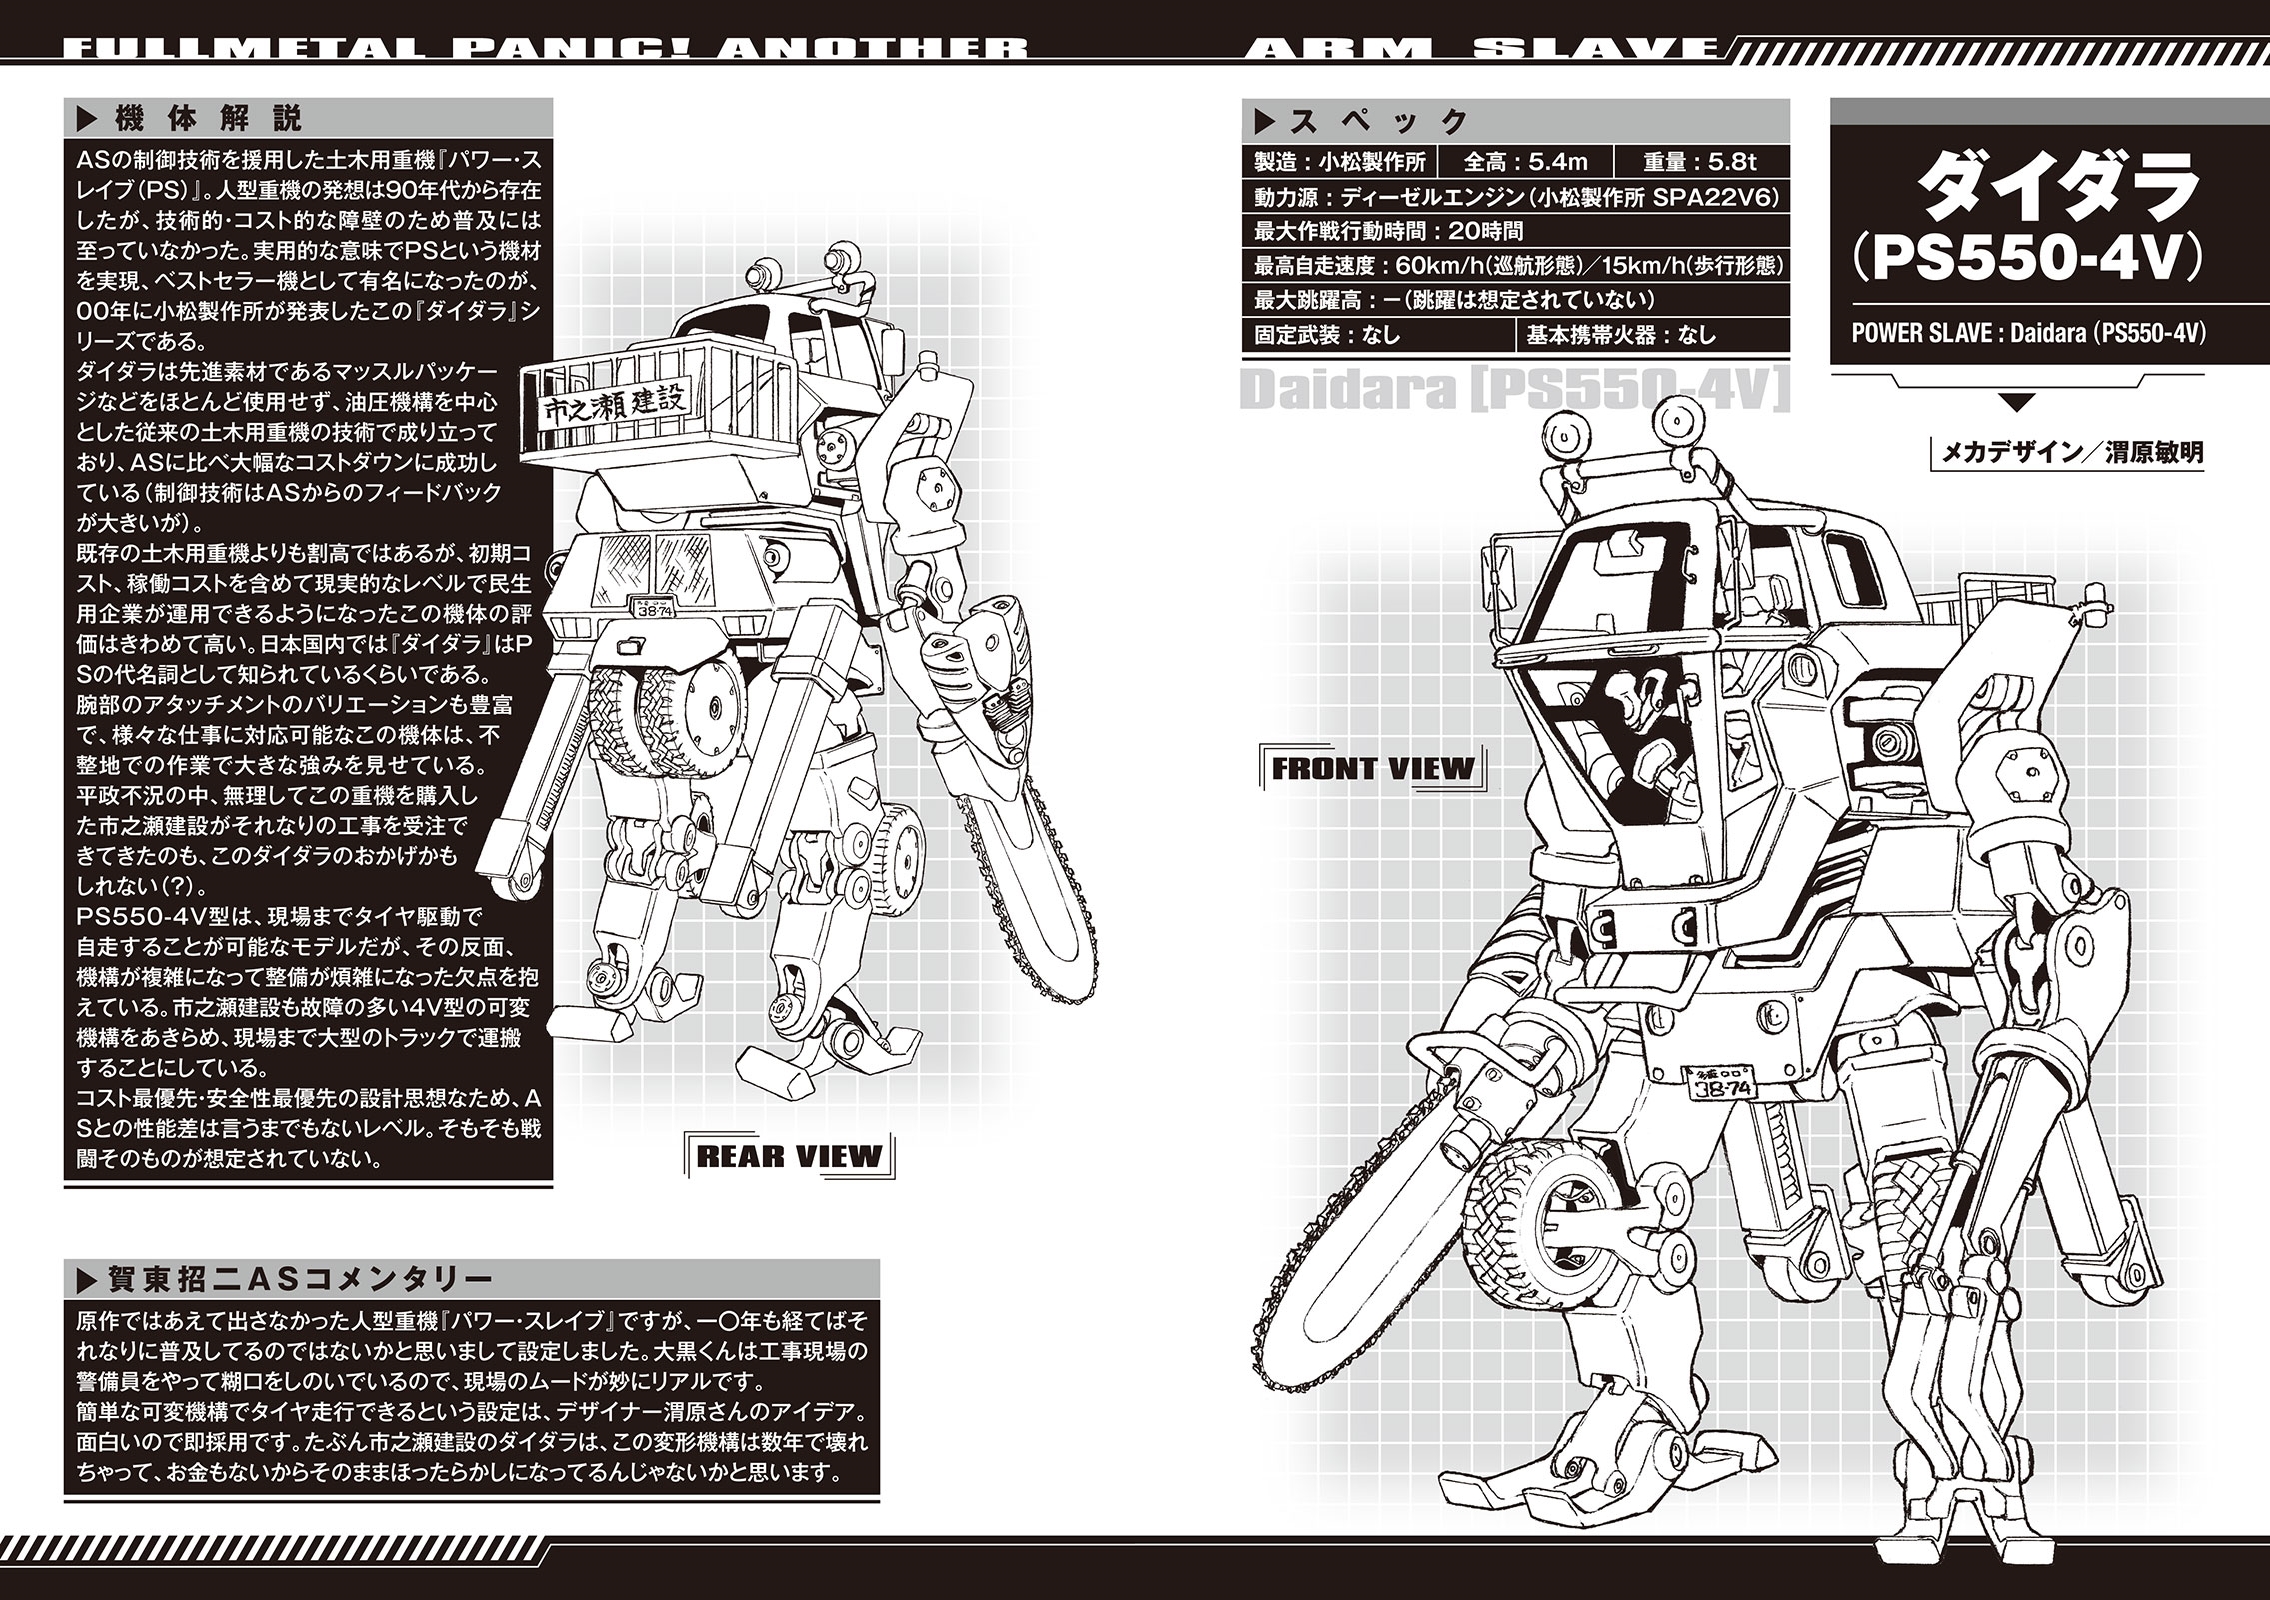 FULLMETAL PANIC! ANOTHER
ARM SLAVE
▶機体解説
ASの制御技術を援用した土木用重機『パワー・ス
レイブ(PS)』。人型重機の発想は90年代から存在
したが、技術的・コスト的な障壁のため普及には
至っていなかった。実用的な意味でPSという機材
を実現、ベストセラー機として有名になったのが、
00年に小松製作所が発表したこの『ダイダラ』シ
リーズである。
ダイダラは先進素材であるマッスルパッケー
ジなどをほとんど使用せず、油圧機構を中心
とした従来の土木用重機の技術で成り立って
おり、ASに比べ大幅なコストダウンに成功し
ている(制御技術はASからのフィードバック
が大きいが)。
既存の土木用重機よりも割高ではあるが、初期コ
スト、稼働コストを含めて現実的なレベルで民生
用企業が運用できるようになったこの機体の評
価はきわめて高い。日本国内では『ダイダラ』はP
Sの代名詞として知られているくらいである。
腕部のアタッチメントのバリエーションも豊富
で、様々な仕事に対応可能なこの機体は、不
整地での作業で大きな強みを見せている。
平政不況の中、無理してこの重機を購入し
た市之瀬建設がそれなりの工事を受注で
きてきたのも、このダイダラのおかげかも
しれない(?)。
PS550-4V型は、現場までタイヤ駆動で
自走することが可能なモデルだが、その反面、
機構が複雑になって整備が煩雑になった欠点を抱
えている。市之瀬建設も故障の多い4V型の可変
機構をあきらめ、現場まで大型のトラックで運搬
することにしている。
コスト最優先・安全性最優先の設計思想なため、A
Sとの性能差は言うまでもないレベル。そもそも戦
闘そのものが想定されていない。
市之瀬建設
38-74
REAR VIEW
▶賀東招二ASコメンタリー
原作ではあえて出さなかった人型重機『パワー・スレイブ』ですが、一〇年も経てばそ
れなりに普及してるのではないかと思いまして設定しました。大黒くんは工事現場の
警備員をやって糊口をしのいでいるので、現場のムードが妙にリアルです。
簡単な可変機構でタイヤ走行できるという設定は、デザイナー渭原さんのアイデア。
面白いので即採用です。たぶん市之瀬建設のダイダラは、この変形機構は数年で壊れ
ちゃって、お金もないからそのままほったらかしになってるんじゃないかと思います。
▶スペック
製造:小松製作所 全高:5.4m 重量:5.8t
動力源:ディーゼルエンジン(小松製作所 SPA22V6)
最大作戦行動時間:20時間
最高自走速度:60km/h(巡航形態)/15km/h(歩行形態)
最大跳躍高:－(跳躍は想定されていない)
固定武装:なし 基本携帯火器:なし
Daidara [PS550-4V]
ダイダラ
(PS550-4V)
POWER SLAVE : Daidara (PS550-4V)
メカデザイン/渭原敏明
FRONT VIEW
38-74